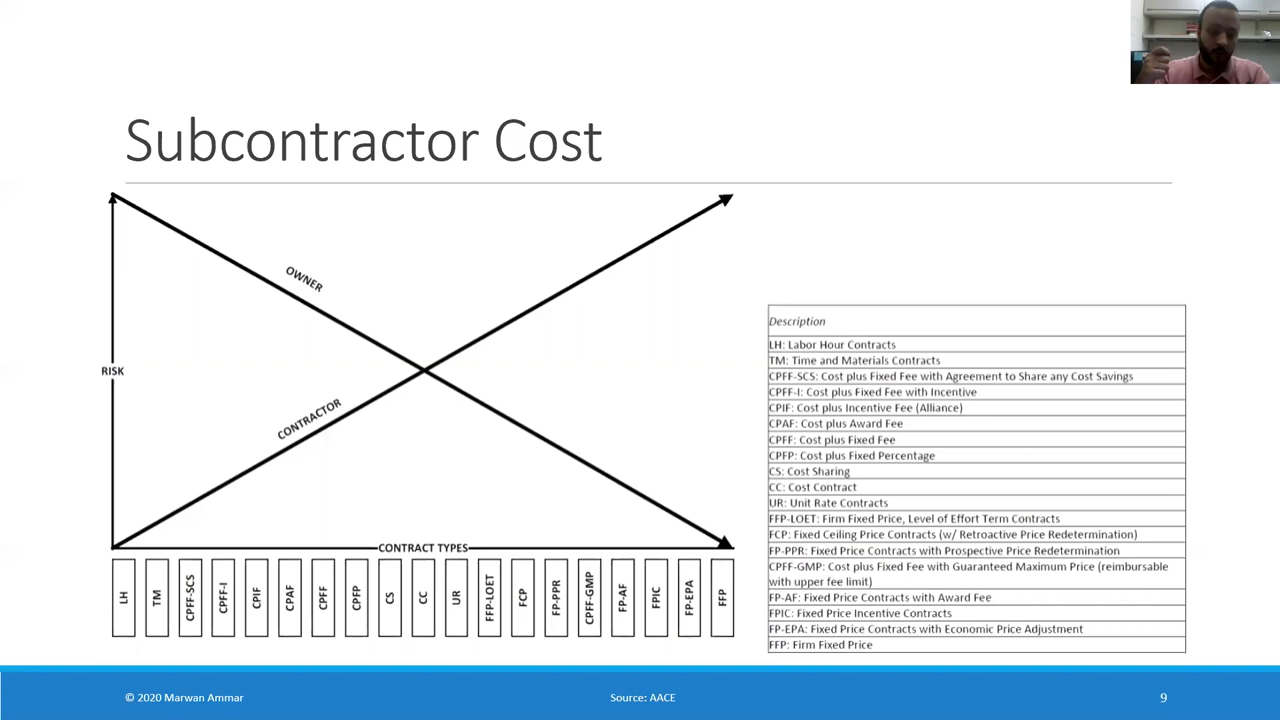 Subcontractor Cost
OWNER
RISK
CONTRACTOR
CONTRACT TYPES
LH
TM
CPFF-SCS
CPFF-I
CPIF
CPAF
CPFF
CPFP
CS
CC
UR
FFP-LOET
FCP
FP-PPR
CPFF-GMP
FP-AF
FPIC
FP-EPA
FFP
Description
LH: Labor Hour Contracts
TM: Time and Materials Contracts
CPFF-SCS: Cost plus Fixed Fee with Agreement to Share any Cost Savings
CPFF-I: Cost plus Fixed Fee with Incentive
CPIF: Cost plus Incentive Fee (Alliance)
CPAF: Cost plus Award Fee
CPFF: Cost plus Fixed Fee
CPFP: Cost plus Fixed Percentage
CS: Cost Sharing
CC: Cost Contract
UR: Unit Rate Contracts
FFP-LOET: Firm Fixed Price, Level of Effort Term Contracts
FCP: Fixed Ceiling Price Contracts (w/ Retroactive Price Redetermination)
FP-PPR: Fixed Price Contracts with Prospective Price Redetermination
CPFF-GMP: Cost plus Fixed Fee with Guaranteed Maximum Price (reimbursable
with upper fee limit)
FP-AF: Fixed Price Contracts with Award Fee
FPIC: Fixed Price Incentive Contracts
FP-EPA: Fixed Price Contracts with Economic Price Adjustment
FFP: Firm Fixed Price
© 2020 Marwan Ammar
Source: AACE
9